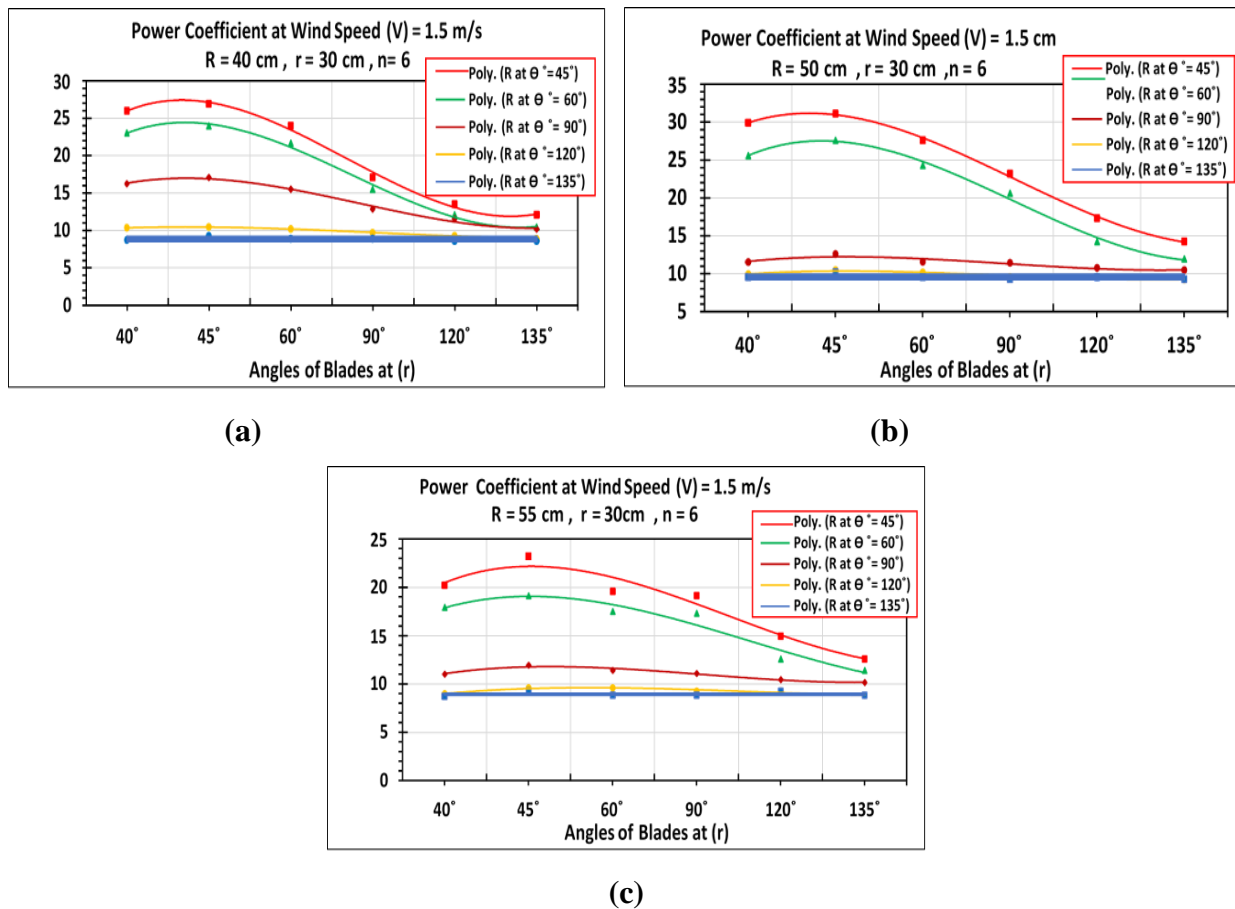 Power Coefficient at Wind Speed (V) = 1.5 m/s
R = 40 cm , r = 30 cm , n= 6
Poly. (R at Θ °=45˚)
Poly. (R at Θ °= 60˚)
Poly. (R at Θ °= 90˚)
Poly. (R at Θ °=120˚)
Poly. (R at Θ °= 135˚)
30
25
20
15
10
5
0
40˚ 45˚ 60˚ 90˚ 120˚ 135˚
Angles of Blades at (r)
(a)
Power Coefficient at Wind Speed (V) = 1.5 cm
R = 50 cm , r = 30 cm ,n = 6
Poly. (R at Θ °= 45˚)
Poly. (R at Θ °= 60˚)
Poly. (R at Θ °= 90˚)
Poly. (R at Θ °= 120˚)
Poly. (R at Θ °= 135˚)
35
30
25
20
15
10
5
40˚ 45˚ 60˚ 90˚ 120˚ 135˚
Angles of Blades at (r)
(b)
Power Coefficient at Wind Speed (V) = 1.5 m/s
R = 55 cm , r = 30cm , n = 6
Poly. (R at Θ °= 45˚)
Poly. (R at Θ °= 60˚)
Poly. (R at Θ °= 90˚)
Poly. (R at Θ °= 120˚)
Poly. (R at Θ °= 135˚)
25
20
15
10
5
0
40˚ 45˚ 60˚ 90˚ 120˚ 135˚
Angles of Blades at (r)
(c)